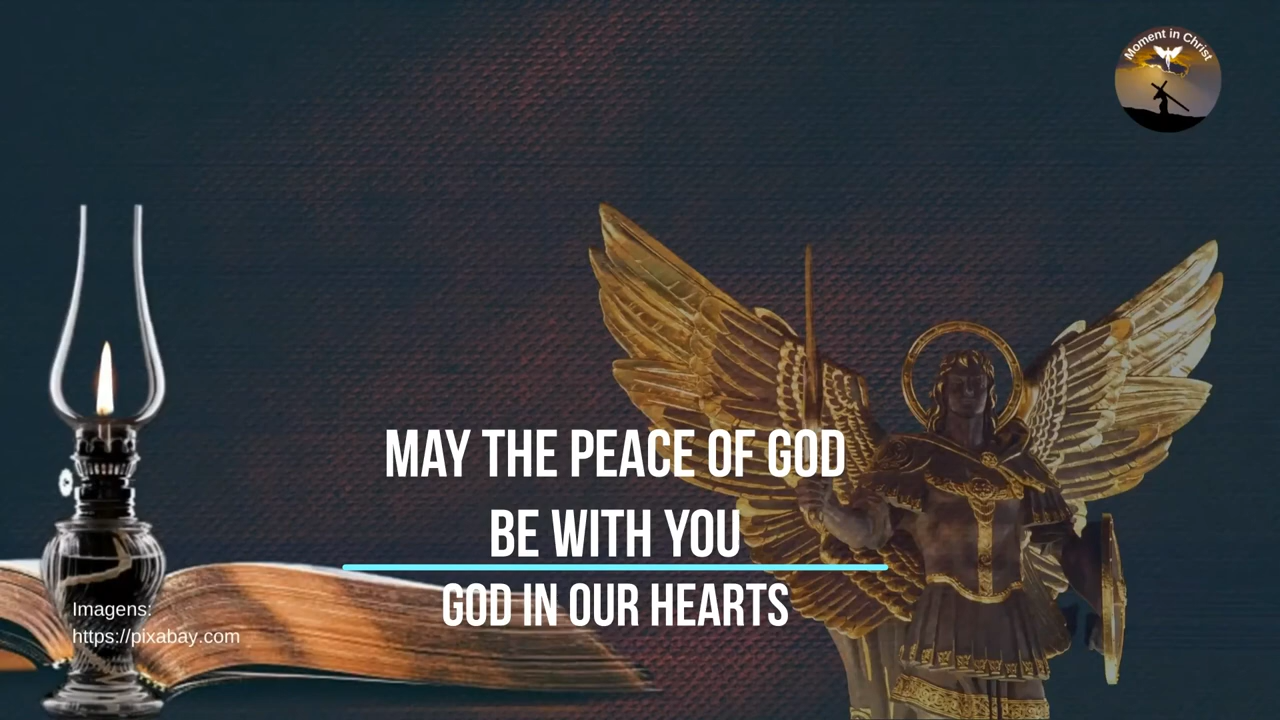 Moment in Christ
MAY THE PEACE OF GOD
BE WITH YOU
GOD IN OUR HEARTS
Imagens:
https://pixabay.com